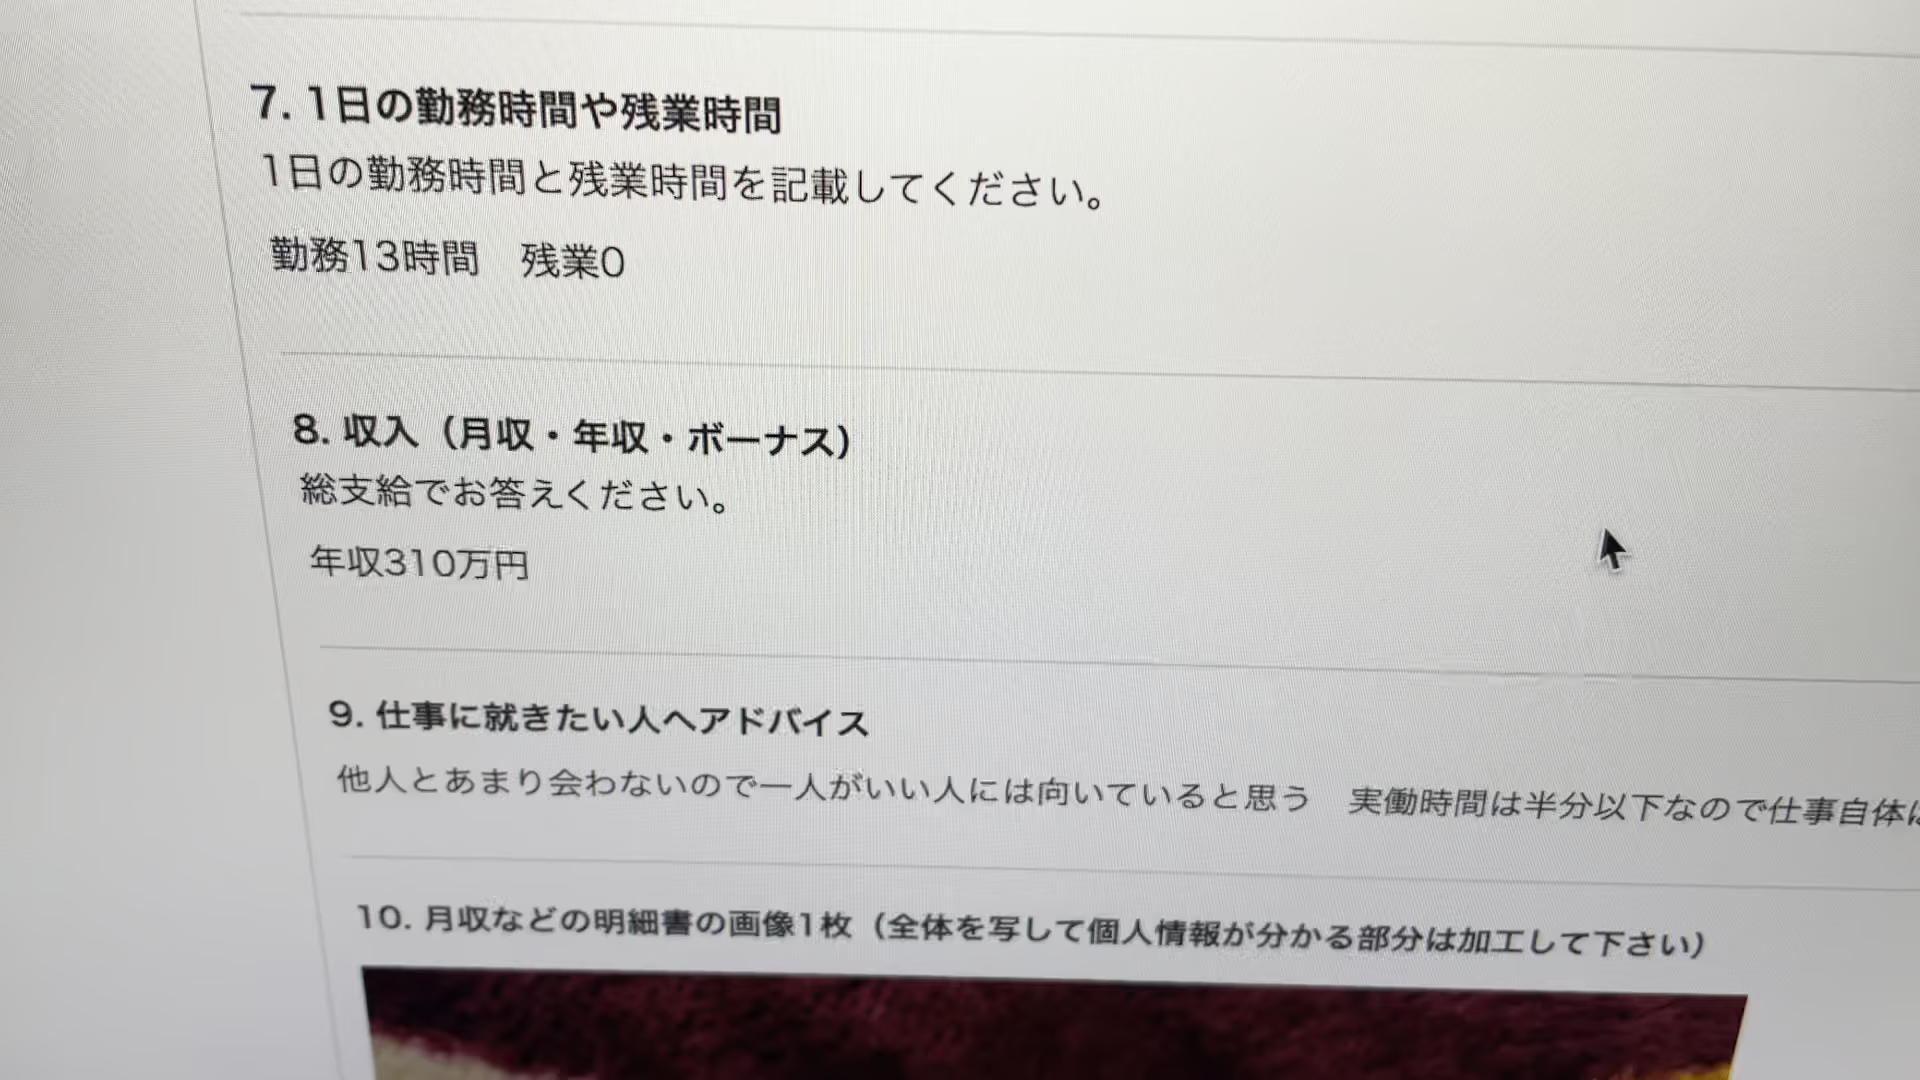 7. 1日の勤務時間や残業時間
1日の勤務時間と残業時間を記載してください。
勤務13時間　残業0
8. 収入（月収・年収・ボーナス）
総支給でお答えください。
年収310万円
9. 仕事に就きたい人へアドバイス
他人とあまり会わないので一人がいい人には向いていると思う　実働時間は半分以下なので仕事自体は
10. 月収などの明細書の画像1枚（全体を写して個人情報が分かる部分は加工して下さい）